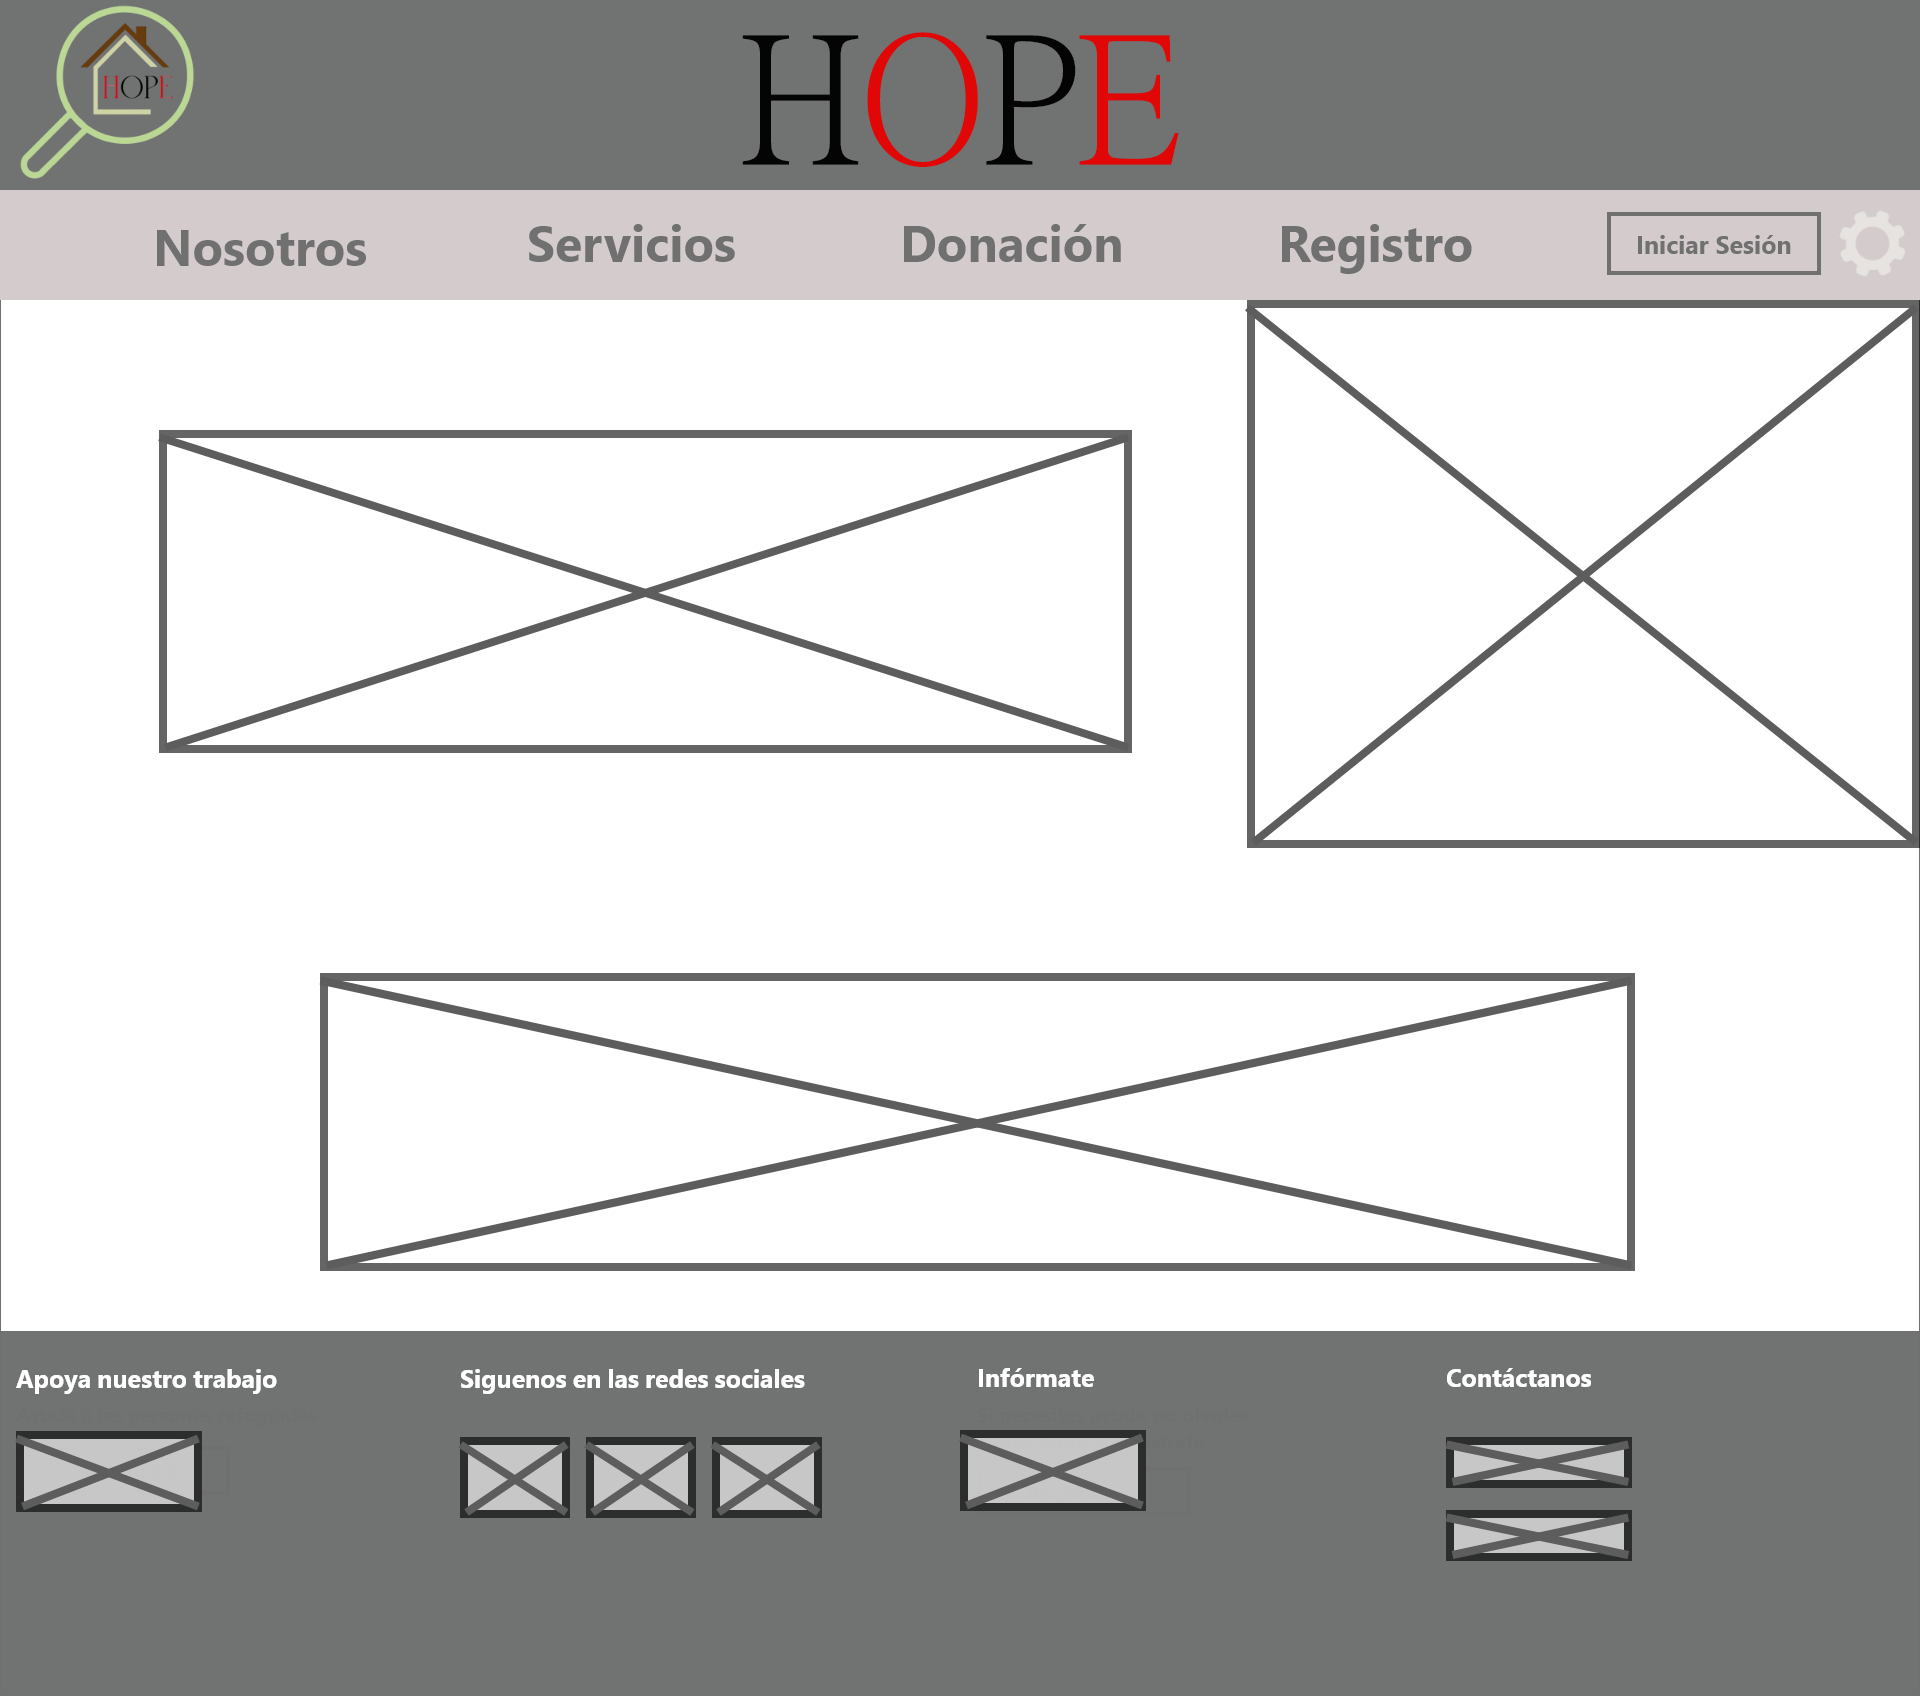 HOPE
HOPE
Nosotros
Servicios
Donación
Registro
Iniciar Sesión
Apoya nuestro trabajo
Siguenos en las redes sociales
Infórmate
Contáctanos